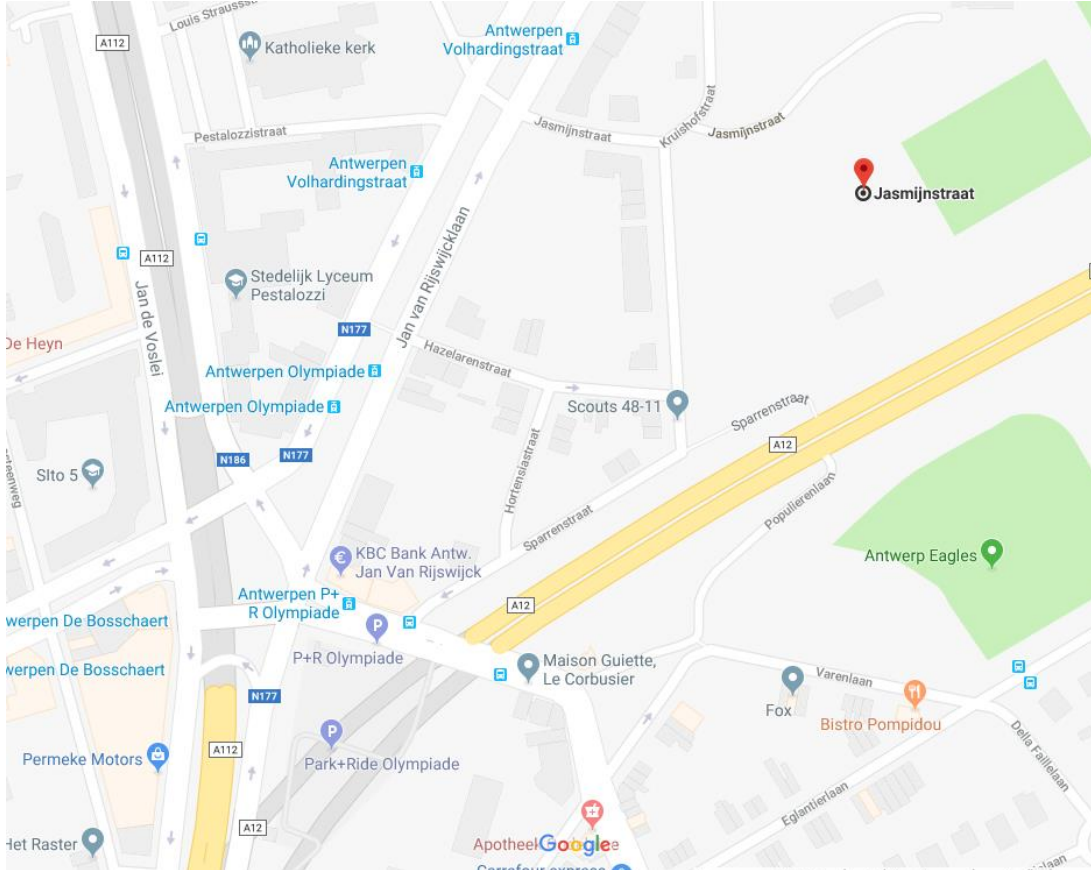 Louis Straussstr
A112
Katholieke kerk
Antwerpen
Volhardingstraat
Pestalozzistraat
Jasmijnstraat
Kruishofstraat
Jasmijnstraat
Antwerpen
Volhardingstraat
Jasmijnstraat
A112
Jan de Voslei
Stedelijk Lyceum
Pestalozzi
Jan van Rijswijcklaan
N177
De Heyn
Hazelarenstraat
Antwerpen Olympiade
Antwerpen Olympiade
Scouts 48-11
Sparrenstraat
A12
Hortensiastraat
N186
N177
Slto 5
steenweg
Populierenlaan
Sparrenstraat
KBC Bank Antw.
Jan Van Rijswijck
Antwerp Eagles
Antwerpen P+
R Olympiade
A12
werpen De Bosschaert
P
P+R Olympiade
Maison Guiette,
Le Corbusier
werpen De Bosschaert
N177
Varenlaan
Fox
Bistro Pompidou
P
A112
Permeke Motors
Park+Ride Olympiade
Della Faillelaan
Eglantierlaan
A12
Het Raster
Apotheek
Google
e
Carrefour express